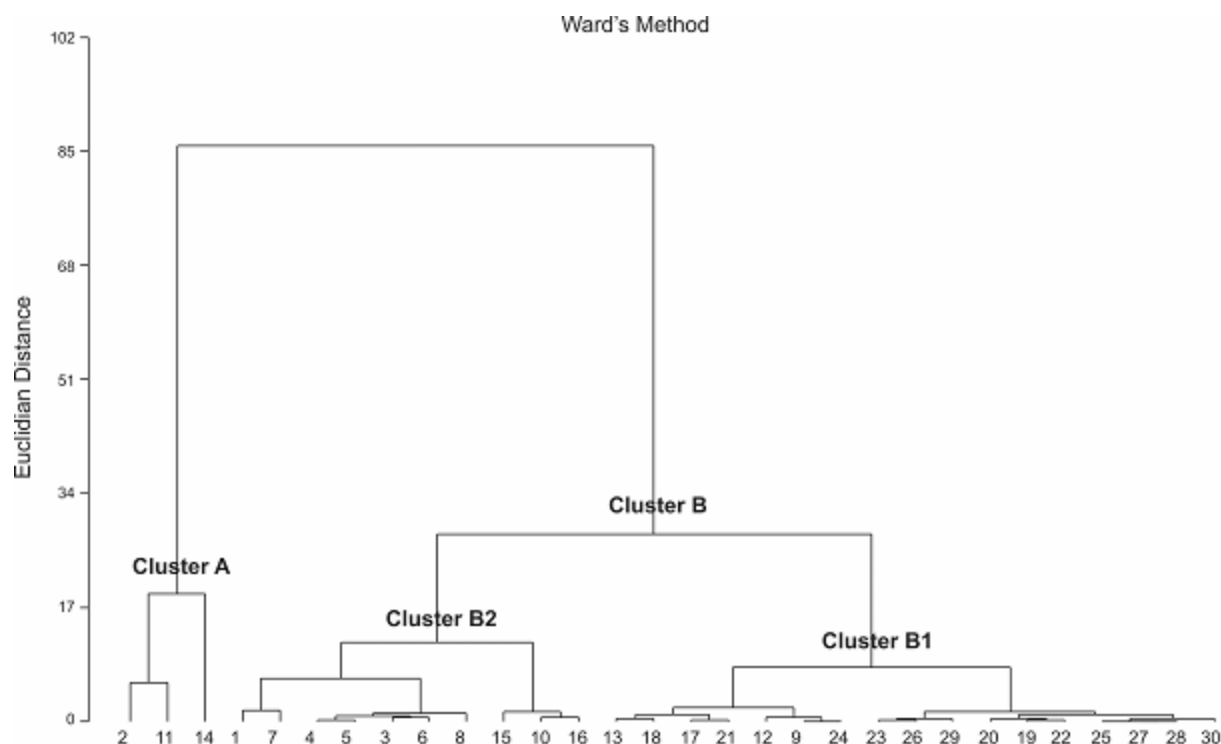 Ward's Method
102
85
68
51
34
17
0
Euclidian Distance
Cluster B
Cluster A
Cluster B2
Cluster B1
2 11 14 1 7 4 5 3 6 8 15 10 16 13 18 17 21 12 9 24 23 26 29 20 19 22 25 27 28 30